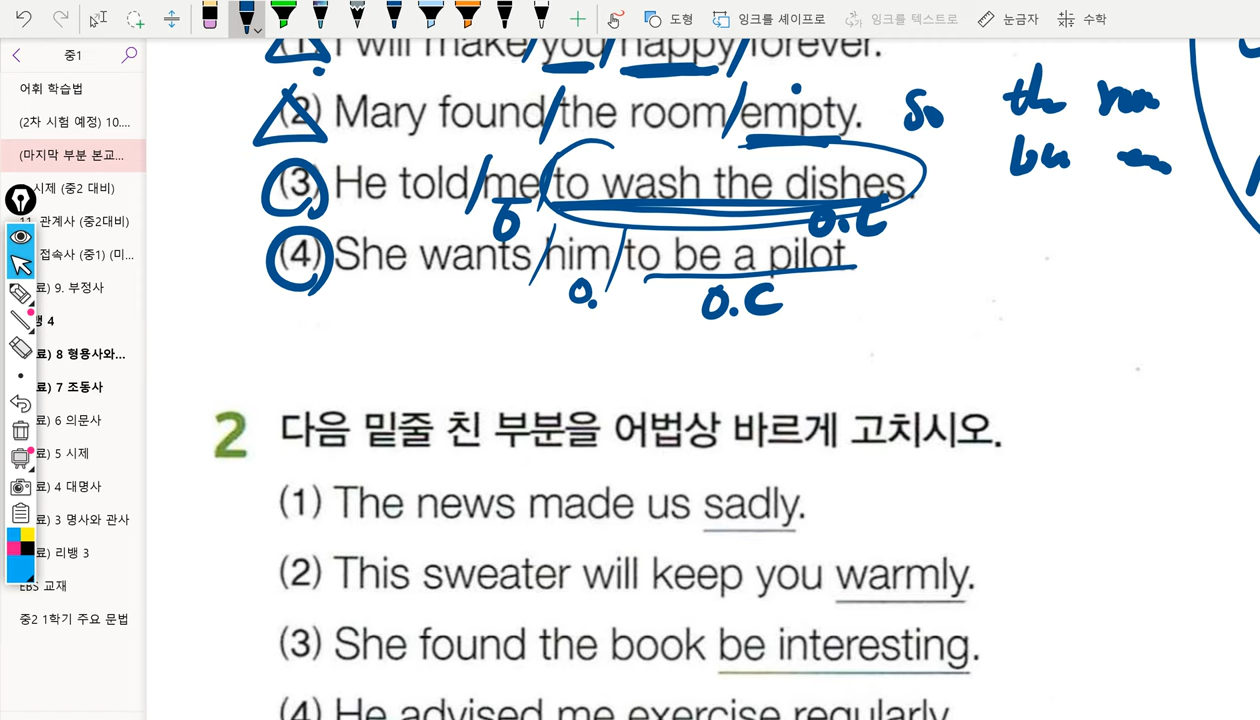 도형 잉크를 셰이프로 잉크를 텍스트로 눈금자 수학
중1
어휘 학습법
(2차 시험 예정) 10....
(마지막 부분 본교...
시제 (중2 대비)
관계사 (중2대비)
접속사 (중1) (미...
료) 9. 부정사
4
료) 8 형용사와...
료) 7 조동사
료) 6 의문사
료) 5 시제
료) 4 대명사
료) 3 명사와 관사
료) 리뱅 3
EBS 교재
중2 1학기 주요 문법
(1) I will make you happy forever.
(2) Mary found the room empty. so the room
(3) He told me to wash the dishes.
o o.c
(4) She wants him to be a pilot
o. o.c
2 다음 밑줄 친 부분을 어법상 바르게 고치시오.
(1) The news made us sadly.
(2) This sweater will keep you warmly.
(3) She found the book be interesting.
(4) He advised me exercise regularly